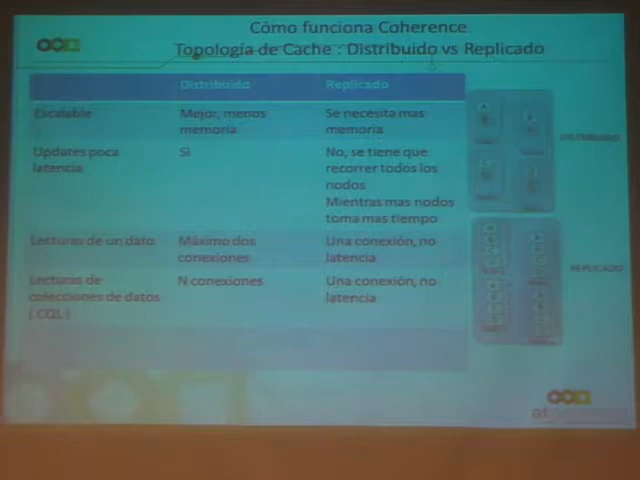 Cómo funciona Coherence
Topología de Cache : Distribuido vs Replicado
Distribuido Replicado
Escalable Mejor, menos memoria Se necesita mas memoria
Updates poca latencia Si No, se tiene que recorrer todos los nodos
Mientras mas nodos toma mas tiempo
Lecturas de un dato Máximo dos conexiones Una conexión, no latencia
Lecturas de colecciones de datos ( CQL ) N conexiones Una conexión, no latencia
DISTRIBUIDO
REPLICADO